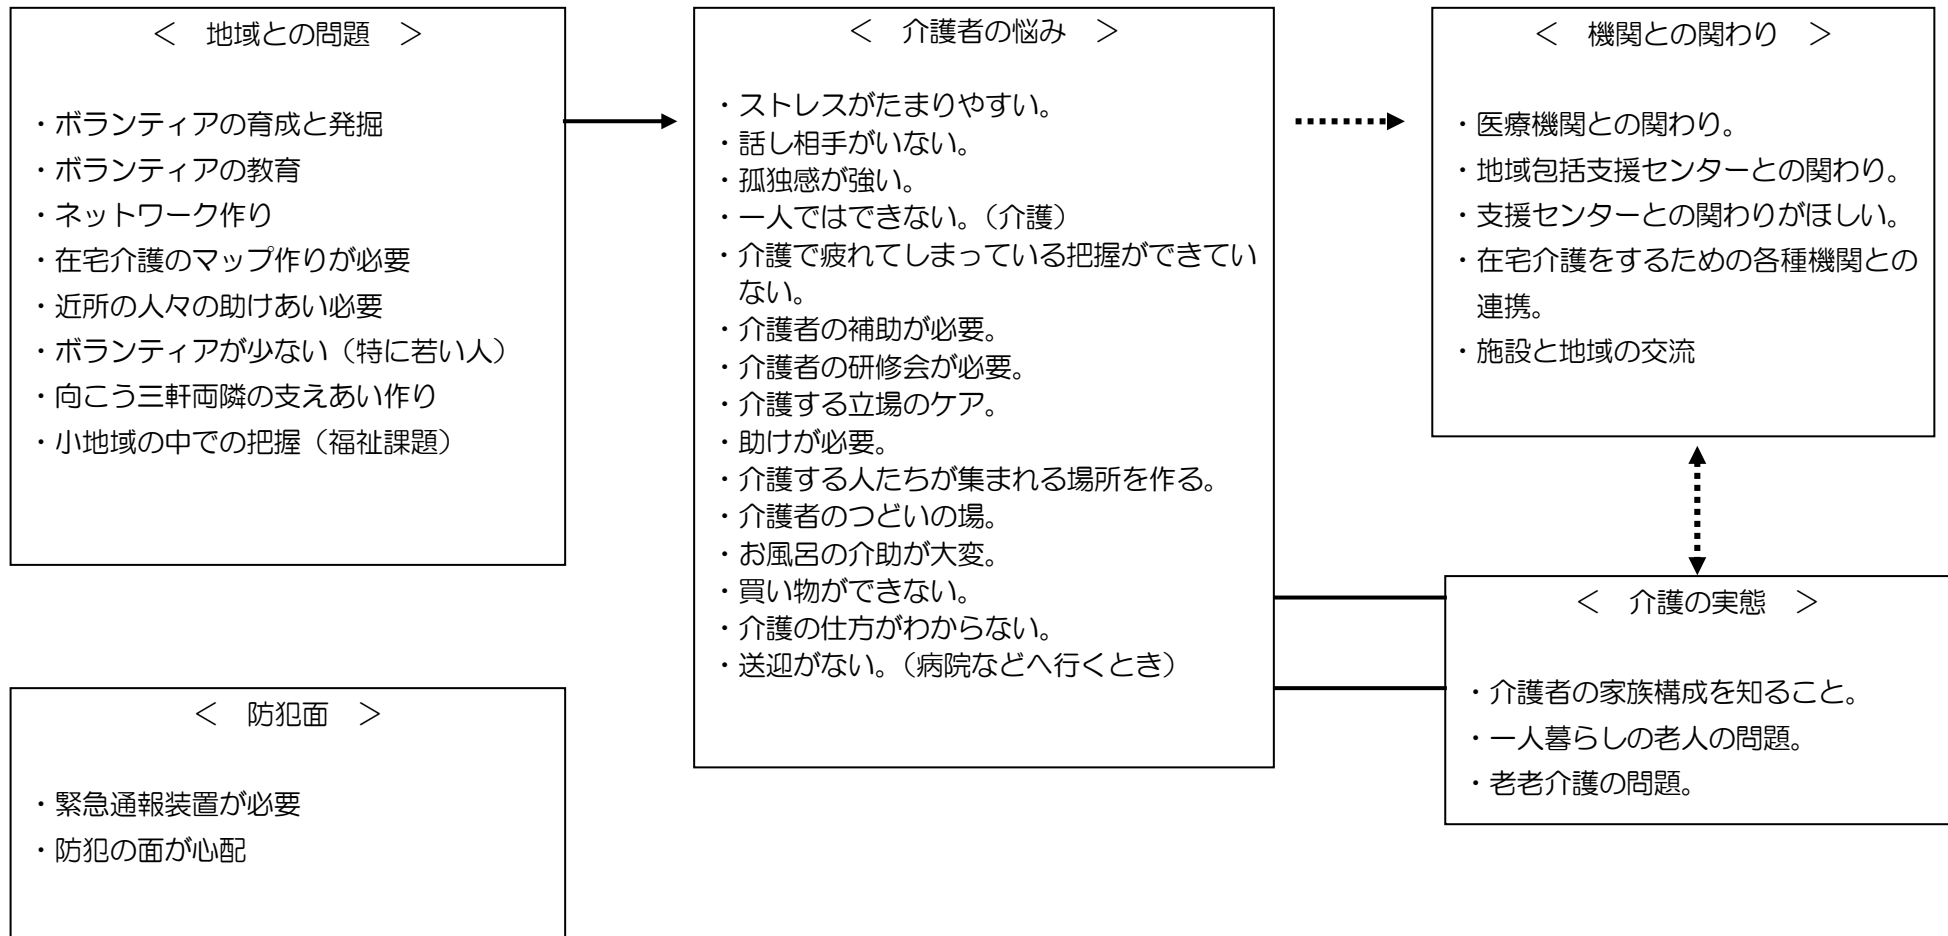 ＜　地域との問題　＞
・ボランティアの育成と発掘
・ボランティアの教育
・ネットワーク作り
・在宅介護のマップ作りが必要
・近所の人々の助けあい必要
・ボランティアが少ない（特に若い人）
・向こう三軒両隣の支えあい作り
・小地域の中での把握（福祉課題）
＜　介護者の悩み　＞
・ストレスがたまりやすい。
・話し相手がいない。
・孤独感が強い。
・一人ではできない。（介護）
・介護で疲れてしまっている把握ができてい
ない。
・介護者の補助が必要。
・介護者の研修会が必要。
・介護する立場のケア。
・助けが必要。
・介護する人たちが集まれる場所を作る。
・介護者のつどいの場。
・お風呂の介助が大変。
・買い物ができない。
・介護の仕方がわからない。
・送迎がない。（病院などへ行くとき）
＜　機関との関わり　＞
・医療機関との関わり。
・地域包括支援センターとの関わり。
・支援センターとの関わりがほしい。
・在宅介護をするための各種機関との
連携。
・施設と地域の交流
＜　介護の実態　＞
・介護者の家族構成を知ること。
・一人暮らしの老人の問題。
・老老介護の問題。
＜　防犯面　＞
・緊急通報装置が必要
・防犯の面が心配